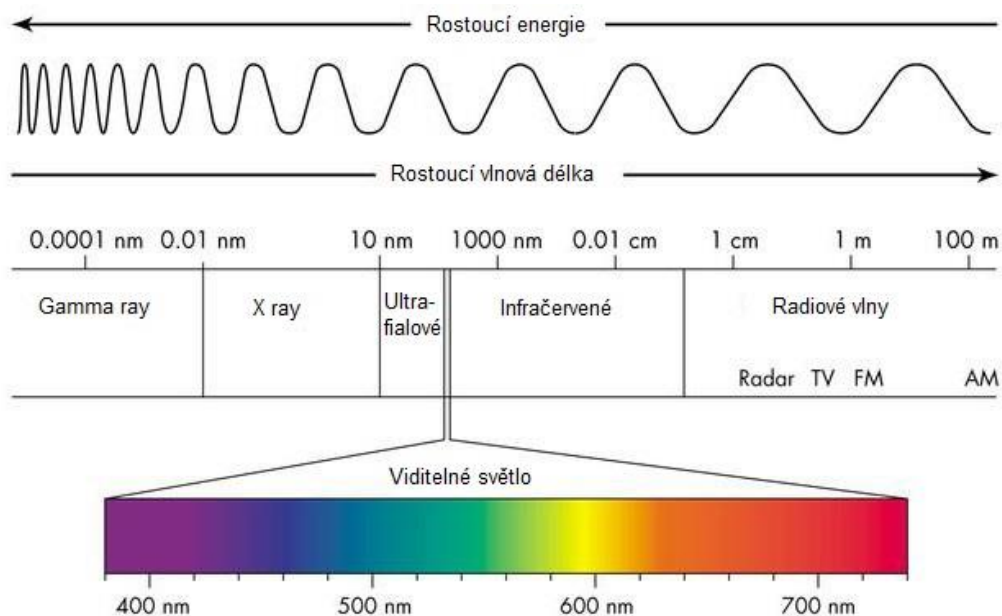 Rostoucí energie
Rostoucí vlnová délka
0.0001 nm 0.01 nm 10 nm 1000 nm 0.01 cm 1 cm 1 m 100 m
Gamma ray X ray Ultra-
fialové Infračervené Radiové vlny
Radar TV FM AM
Viditelné světlo
400 nm 500 nm 600 nm 700 nm